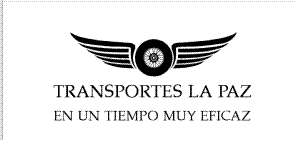 TRANSPORTES LA PAZ
EN UN TIEMPO MUY EFICAZ